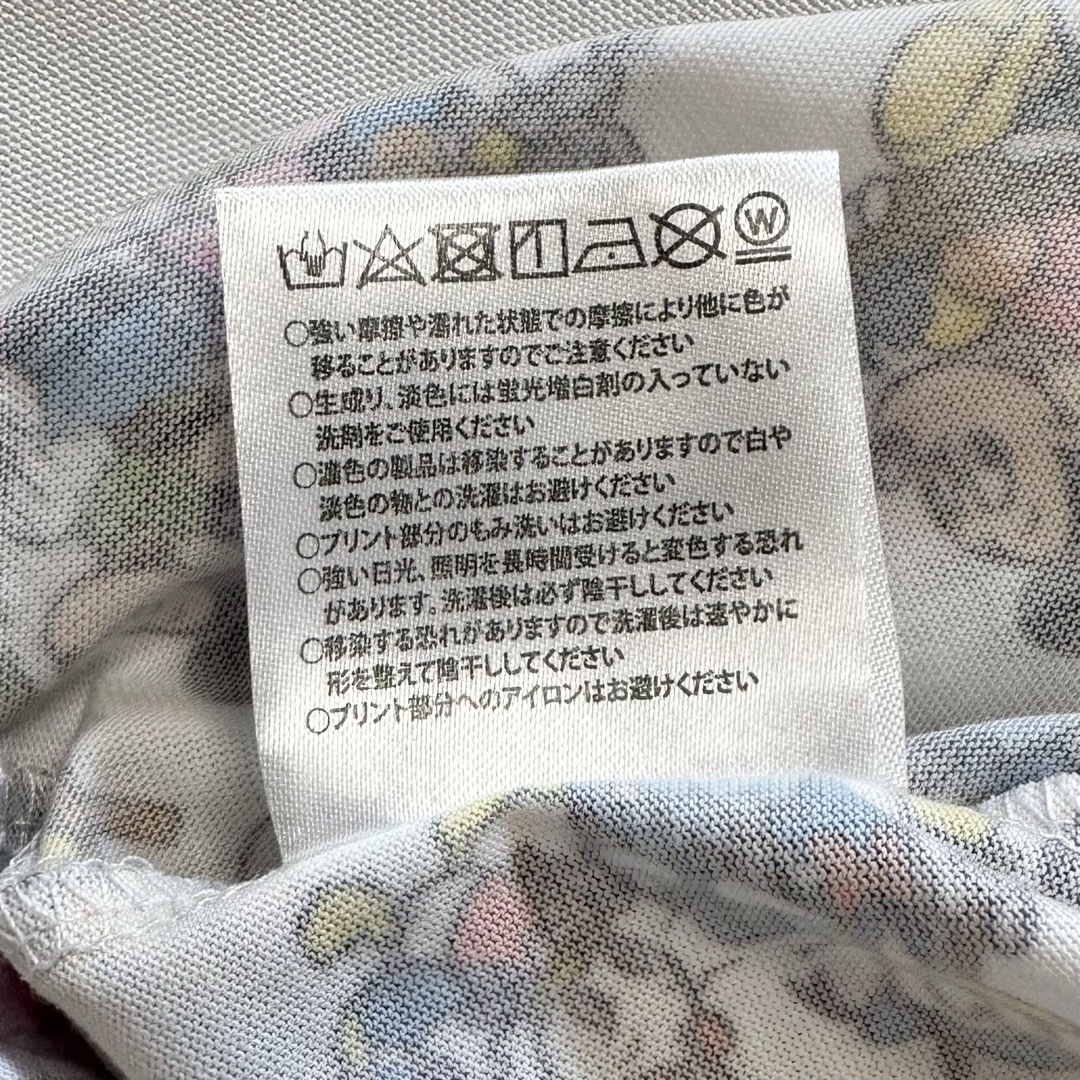 W
○強い摩擦や濡れた状態での摩擦により他に色が
移ることがありますのでご注意ください
○生成り、淡色には蛍光増白剤の入っていない
洗剤をご使用ください
○濃色の製品は移染することがありますので白や
淡色の物との洗濯はお避けください
○プリント部分のもみ洗いはお避けください
○強い日光、照明を長時間受けると変色する恐れ
があります。洗濯後は必ず陰干ししてください
○移染する恐れがありますので洗濯後は速やかに
形を整えて陰干ししてください
○プリント部分へのアイロンはお避けください